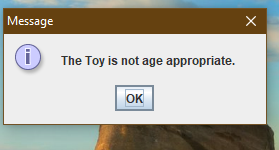 Message
The Toy is not age appropriate.
OK